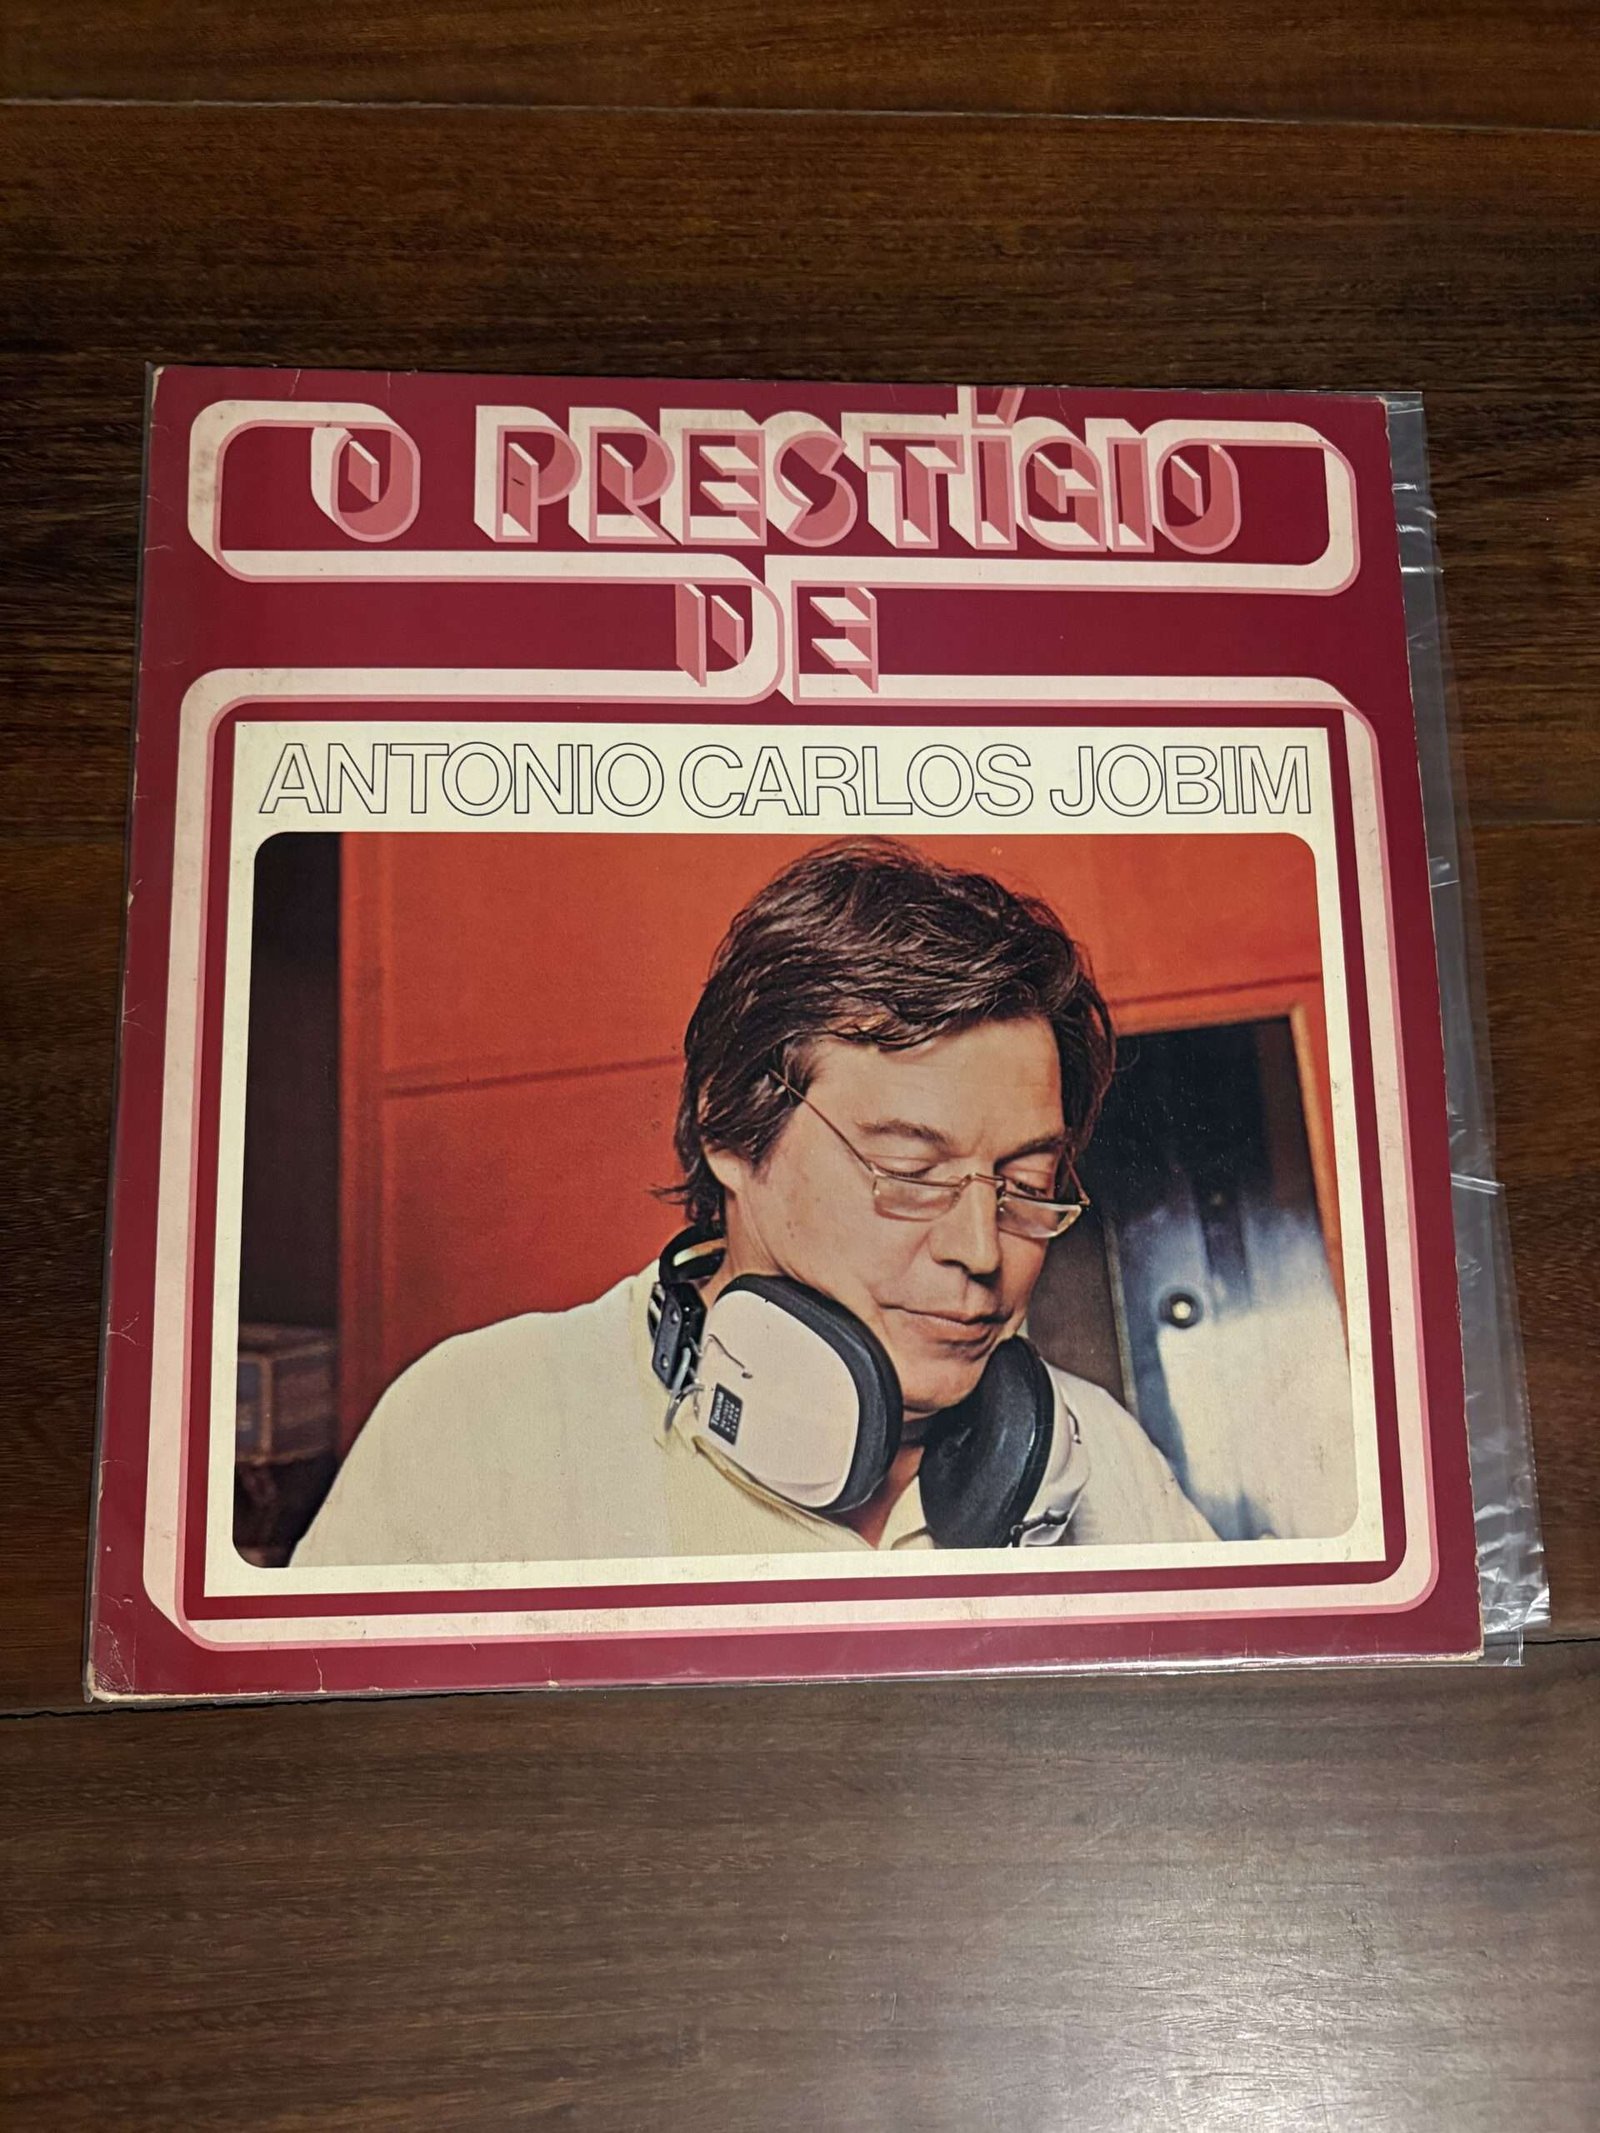 O PRESTÍGIO
DE
ANTONIO CARLOS JOBIM